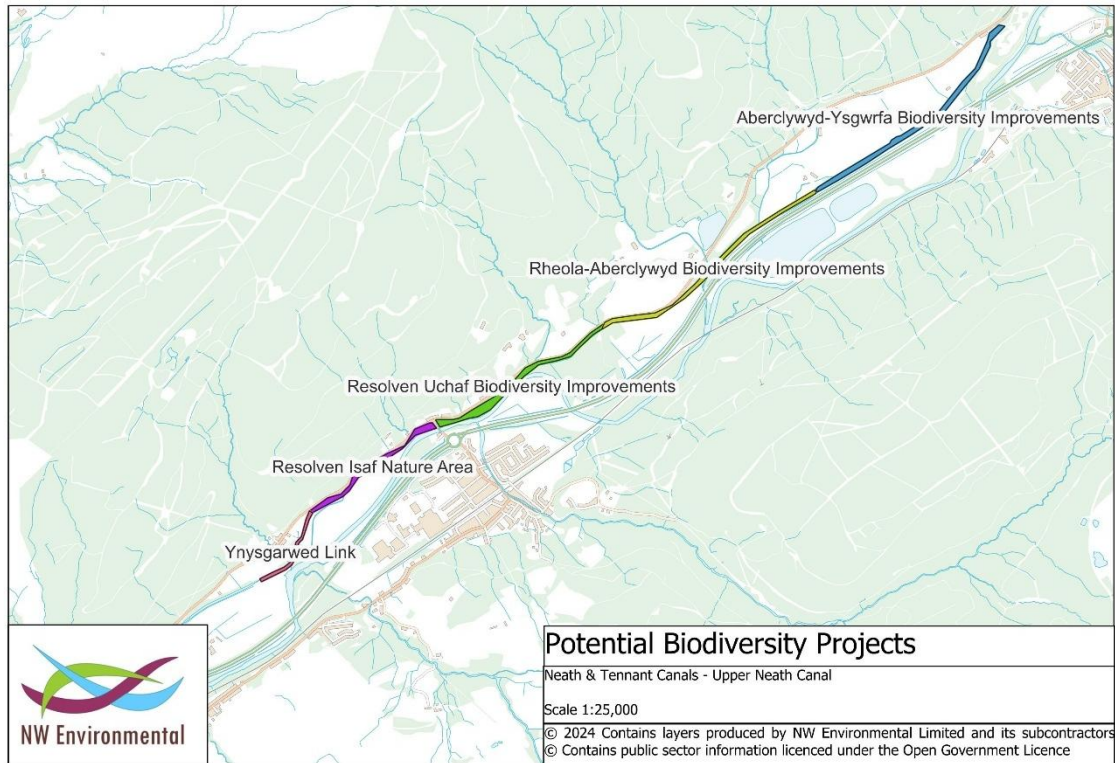 Aberclywyd-Ysgwrfa Biodiversity Improvements
Rheola-Aberclywyd Biodiversity Improvements
Resolven Uchaf Biodiversity Improvements
Resolven Isaf Nature Area
Ynysgarwed Link
NW Environmental
Potential Biodiversity Projects
Neath & Tennant Canals - Upper Neath Canal
Scale 1:25,000
© 2024 Contains layers produced by NW Environmental Limited and its subcontractors
© Contains public sector information licenced under the Open Government Licence